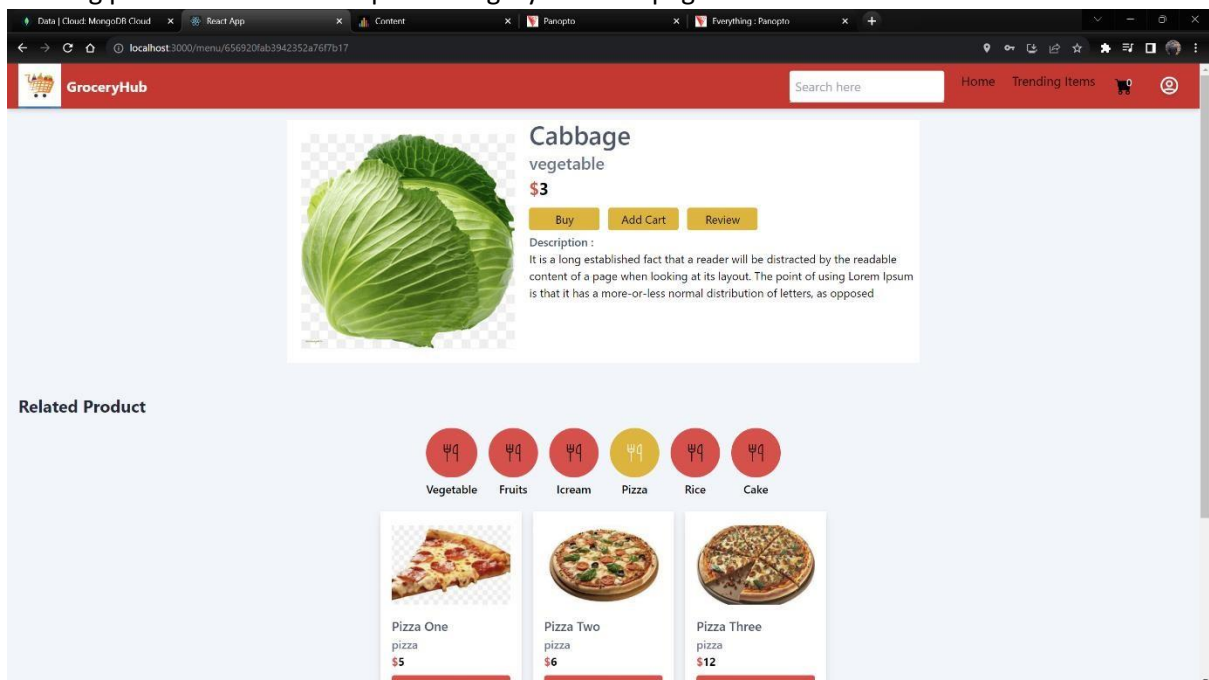 Data | Cloud: MongoDB Cloud
React App
Content
Panopto
Everything : Panopto
localhost:3000/menu/656920fab3942352a76f7b17
GroceryHub
Search here
Home
Trending Items
0
Cabbage
vegetable
$3
Buy
Add Cart
Review
Description :
It is a long established fact that a reader will be distracted by the readable
content of a page when looking at its layout. The point of using Lorem Ipsum
is that it has a more-or-less normal distribution of letters, as opposed
Related Product
Vegetable
Fruits
Icream
Pizza
Rice
Cake
Pizza One
Pizza Two
Pizza Three
pizza
pizza
pizza
$5
$6
$12